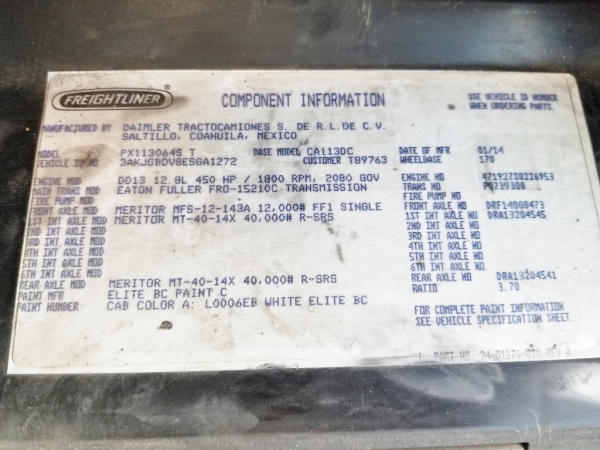 FREIGHTLINER
COMPONENT INFORMATION
USE VEHICLE ID NUMBER
WHEN ORDERING PARTS.
MANUFACTURED BY DAIMLER TRACTOCAMIONES S. DE R.L.DE C.V.
SALTILLO, COAHUILA, MEXICO
MODEL PX113064S T BASE MODEL CA113DC DATE OF MFR 01/14
VEHICLE ID 3AKJGBDV8ESGA1272 CUSTOMER T89763 WHEELBASE 170
ENGINE MOD DD13 12.8L 450 HP / 1800 RPM, 2080 GOV ENGINE NO 471927S0226953
TRANS MOD EATON FULLER FRO-15210C TRANSMISSION TRANS NO P0739308
FIRE PUMP MOD FIRE PUMP NO
FRONT AXLE MOD MERITOR MFS-12-143A 12,000# FF1 SINGLE FRONT AXLE NO DRF14000473
1ST INT AXLE MOD MERITOR MT-40-14X 40,000# R-SRS 1ST INT AXLE NO DRA13204545
2ND INT AXLE MOD 2ND INT AXLE NO
3RD INT AXLE MOD 3RD INT AXLE NO
4TH INT AXLE MOD 4TH INT AXLE NO
5TH INT AXLE MOD 5TH INT AXLE NO
6TH INT AXLE MOD 6TH INT AXLE NO
REAR AXLE MOD MERITOR MT-40-14X 40,000# R-SRS REAR AXLE NO DRA13204541
PAINT MFR ELITE BC PAINT C RATIO 3.70
PAINT NUMBER CAB COLOR A: L0006EB WHITE ELITE BC
FOR COMPLETE PAINT INFORMATION
SEE VEHICLE SPECIFICATION SHEET.
PART NO 24-01176-010 REV A